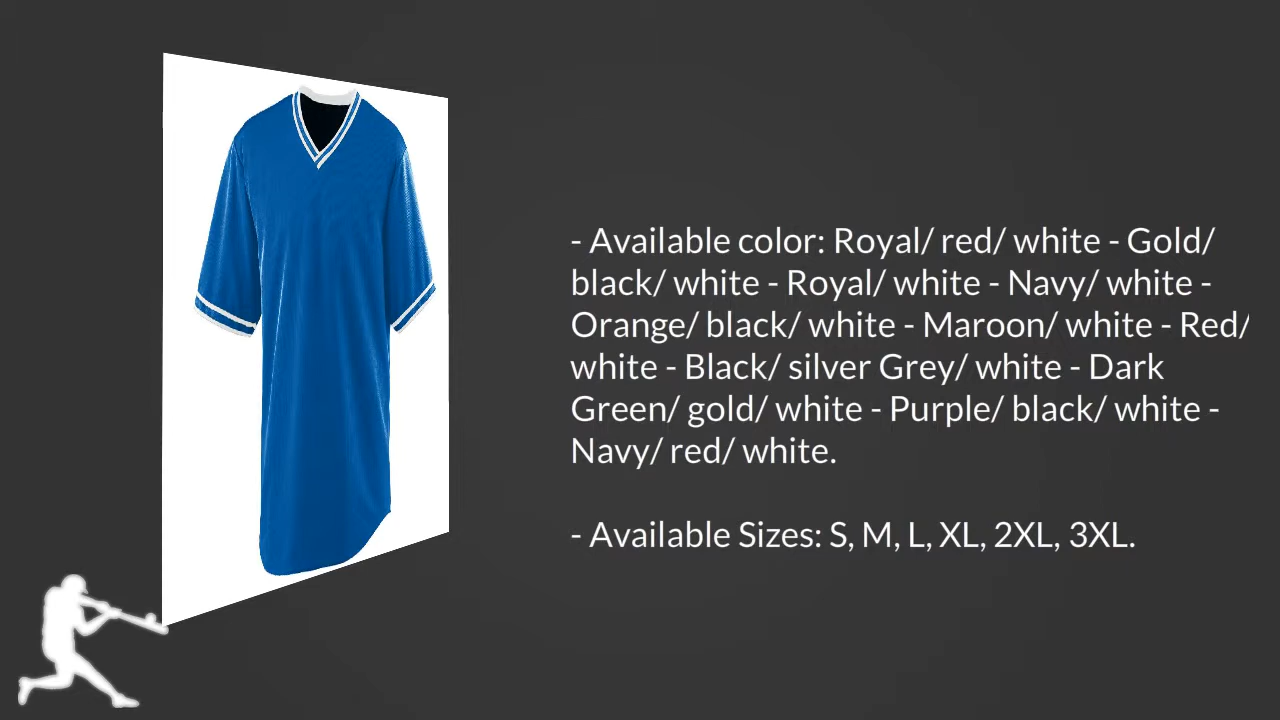 - Available color: Royal/ red/ white - Gold/
black/ white - Royal/ white - Navy/ white -
Orange/ black/ white - Maroon/ white - Red/
white - Black/ silver Grey/ white - Dark
Green/ gold/ white - Purple/ black/ white -
Navy/ red/ white.
- Available Sizes: S, M, L, XL, 2XL, 3XL.